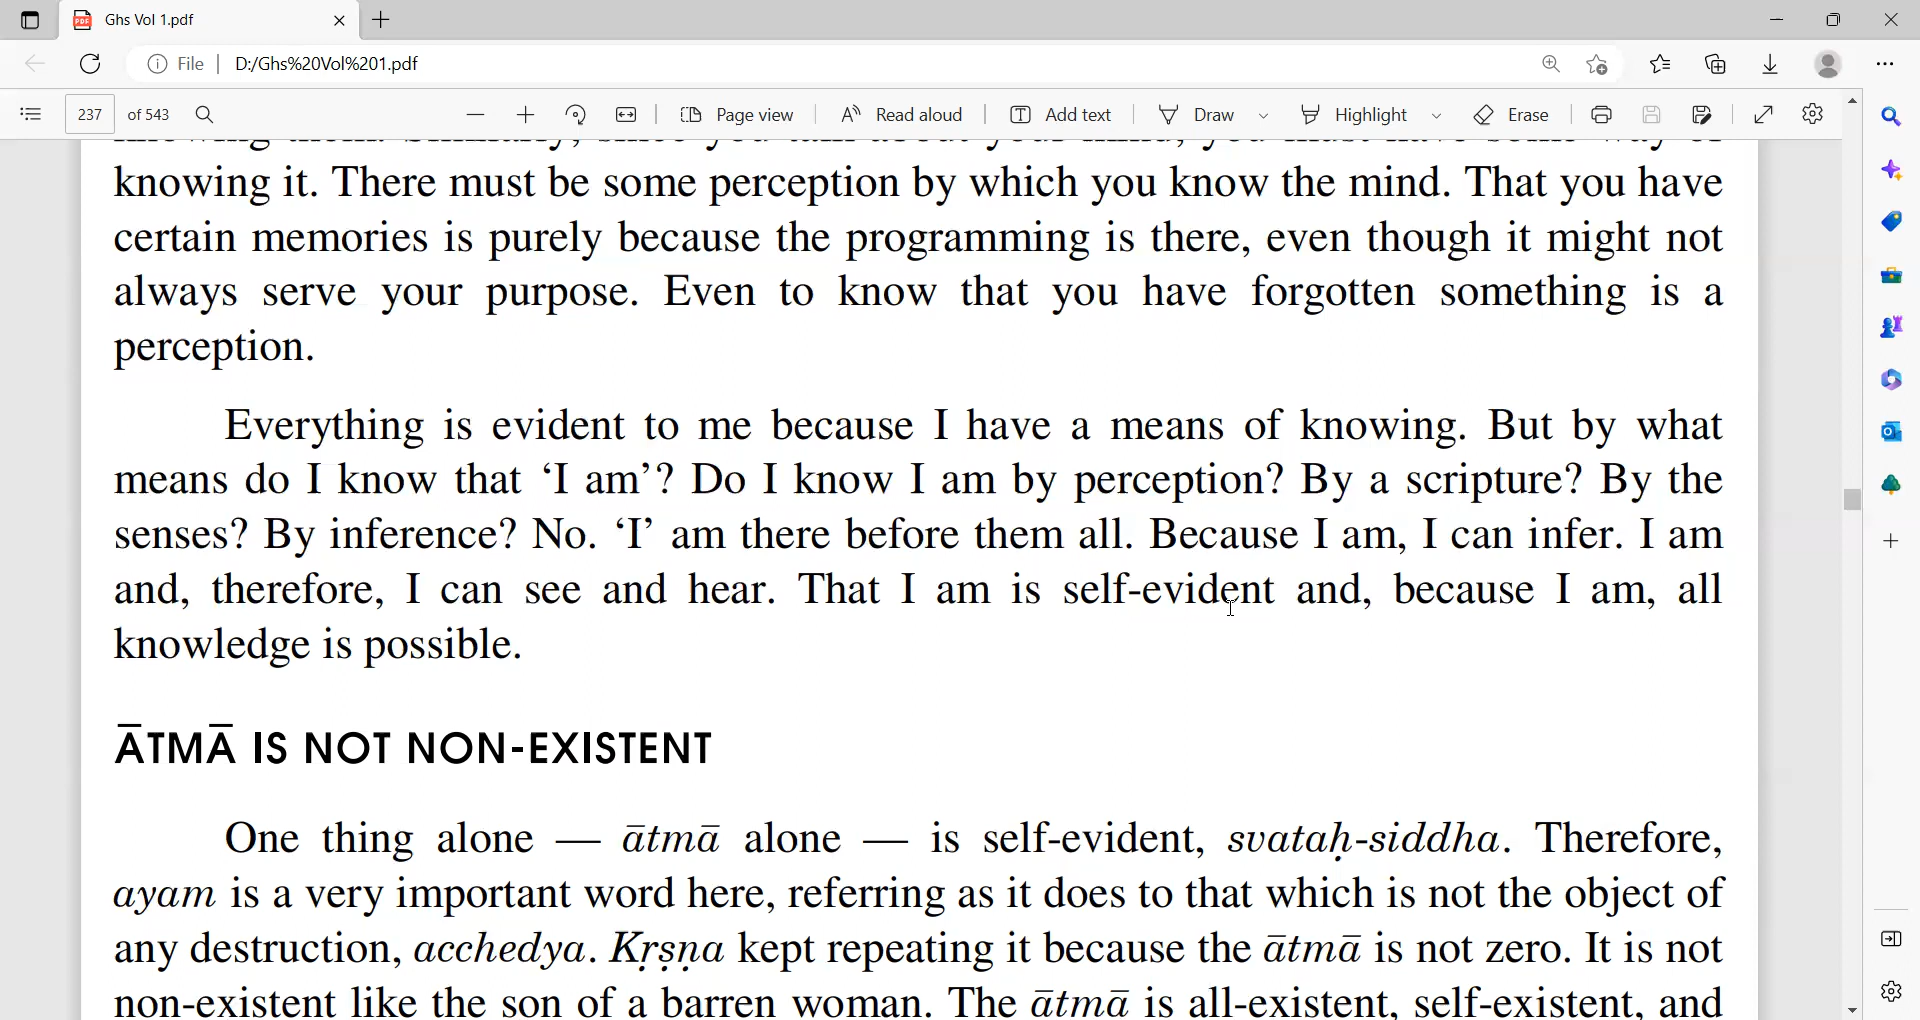 Ghs Vol 1.pdf
File
D:/Ghs%20Vol%201.pdf
237 of 543
Page view
Read aloud
Add text
Draw
Highlight
Erase
knowing it. There must be some perception by which you know the mind. That you have
certain memories is purely because the programming is there, even though it might not
always serve your purpose. Even to know that you have forgotten something is a
perception.
Everything is evident to me because I have a means of knowing. But by what
means do I know that ‘I am’? Do I know I am by perception? By a scripture? By the
senses? By inference? No. ‘I’ am there before them all. Because I am, I can infer. I am
and, therefore, I can see and hear. That I am is self-evident and, because I am, all
knowledge is possible.
ĀTMĀ IS NOT NON-EXISTENT
One thing alone — ātmā alone — is self-evident, svataḥ-siddha. Therefore,
ayam is a very important word here, referring as it does to that which is not the object of
any destruction, acchedya. Kṛṣṇa kept repeating it because the ātmā is not zero. It is not
non-existent like the son of a barren woman. The ātmā is all-existent, self-existent, and